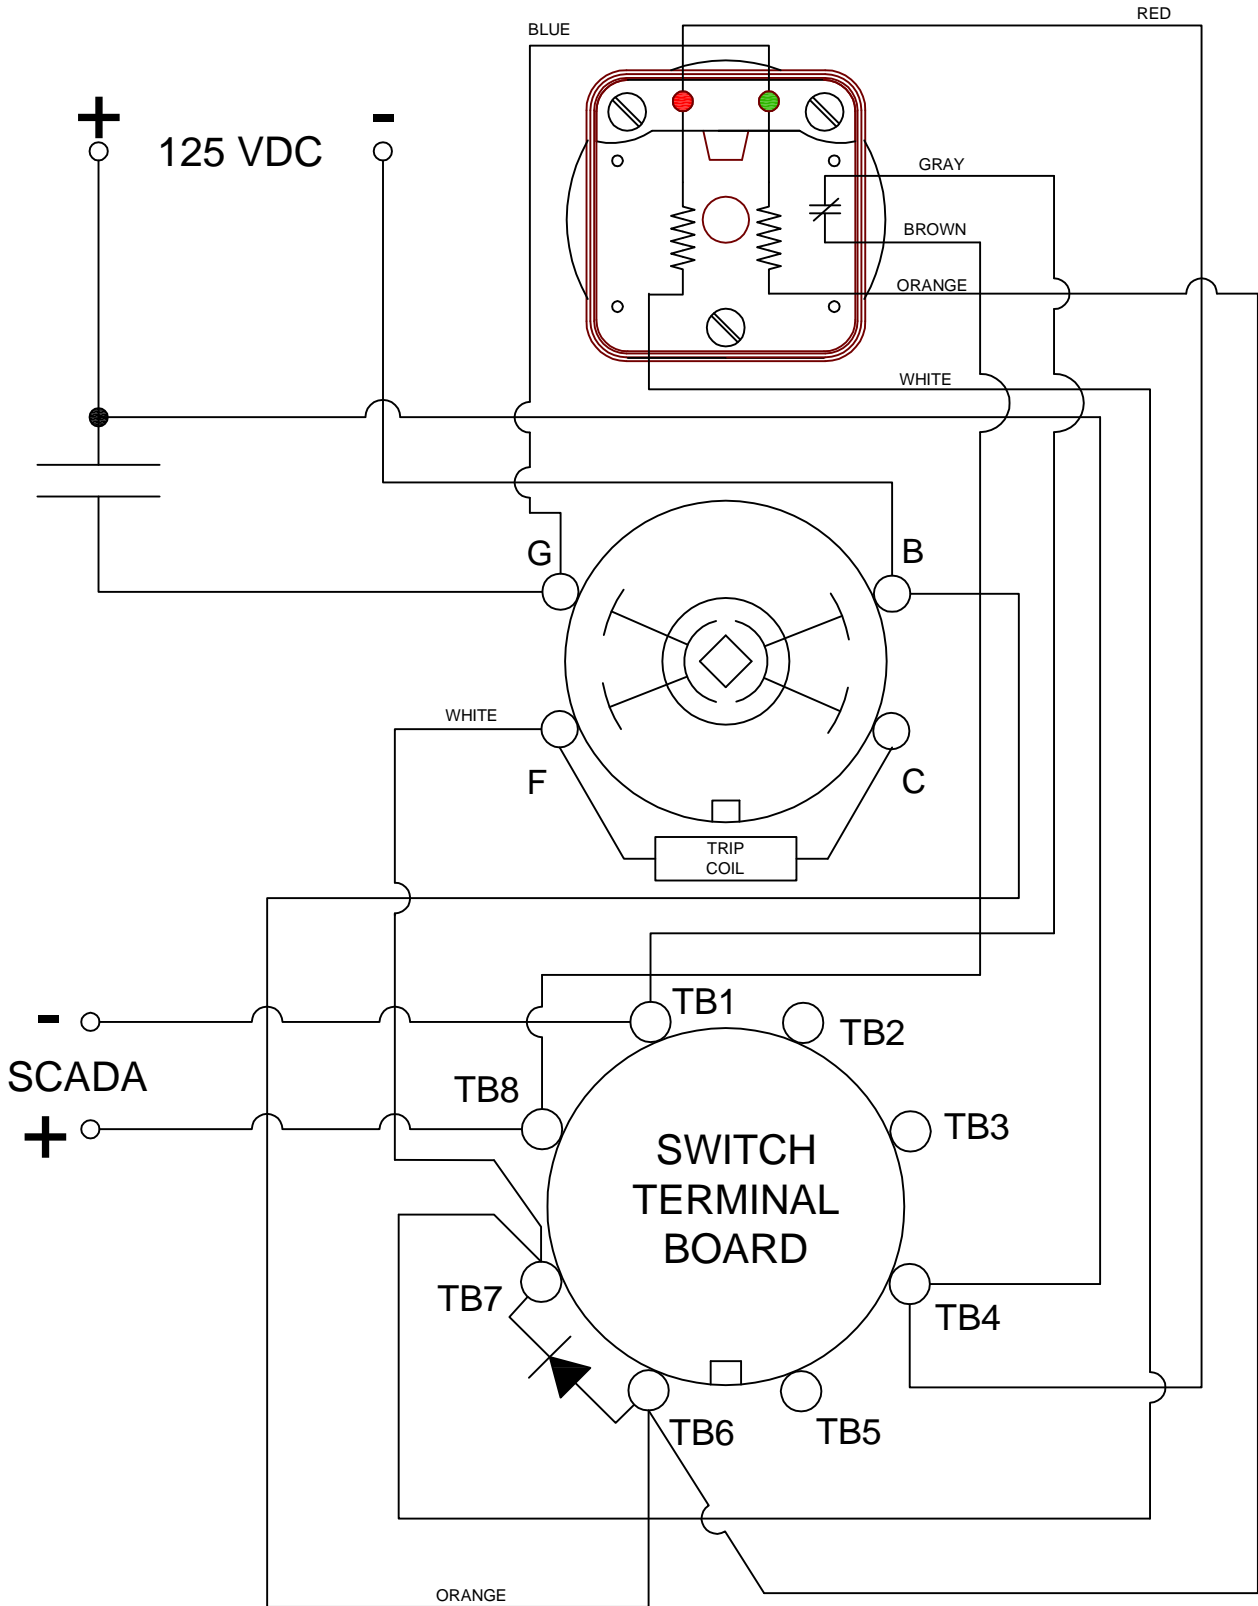 RED
BLUE
+
-
125 VDC
GRAY
BROWN
ORANGE
WHITE
G
B
WHITE
F
C
TRIP
COIL
-
TB1
TB2
SCADA
TB8
TB3
+
SWITCH
TERMINAL
BOARD
TB7
TB4
TB6
TB5
ORANGE